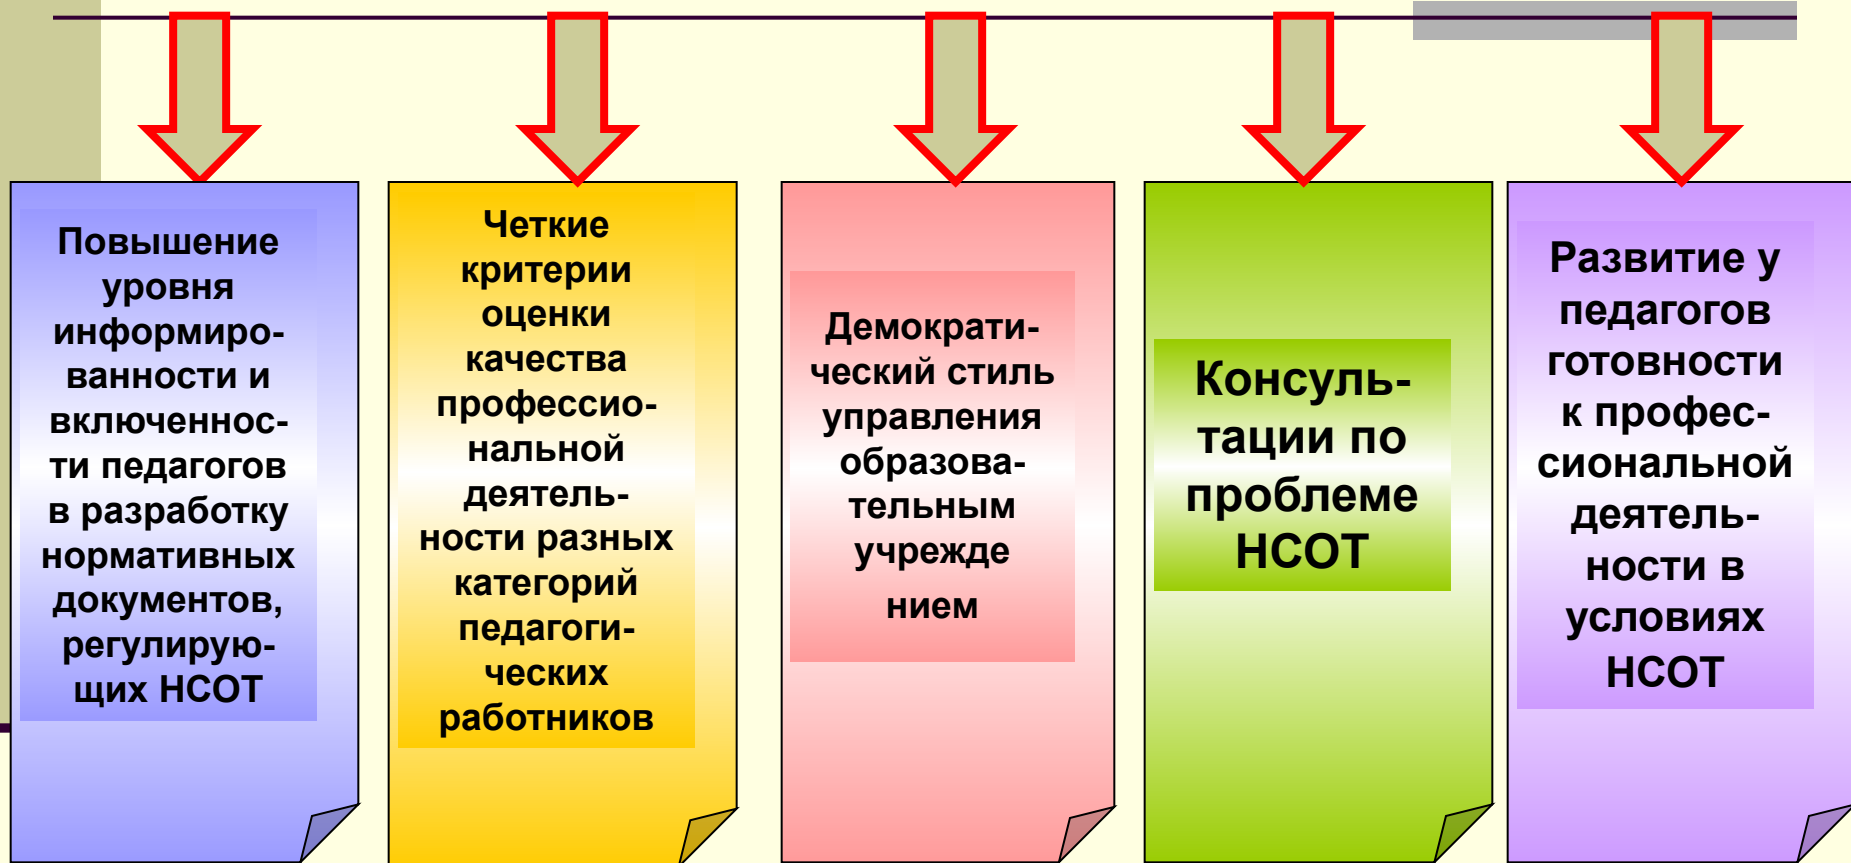 Повышение
уровня
информиро-
ванности и
включеннос-
ти педагогов
в разработку
нормативных
документов,
регулирую-
щих НСОТ
Четкие
критерии
оценки
качества
профессио-
нальной
деятель-
ности разных
категорий
педагоги-
ческих
работников
Демократи-
ческий стиль
управления
образова-
тельным
учрежде
нием
Консуль-
тации по
проблеме
НСОТ
Развитие у
педагогов
готовности
к профес-
сиональной
деятель-
ности в
условиях
НСОТ